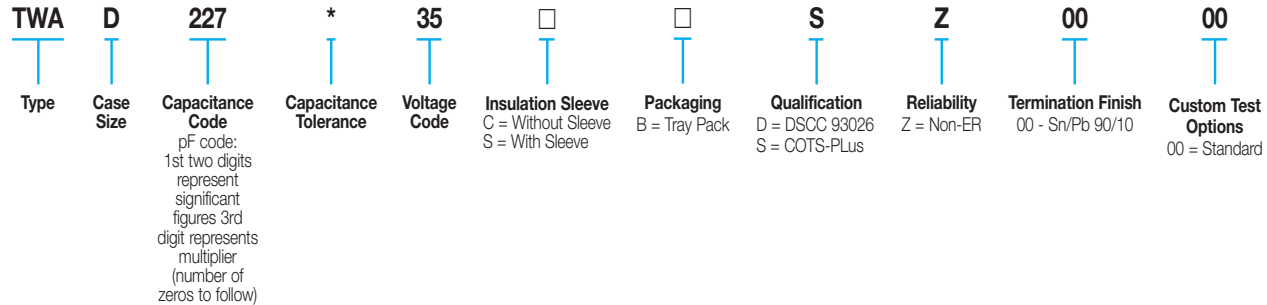 TWA D 227 * 35 □ □ S Z 00 00
Type
Case
Size
Capacitance
Code
pF code:
1st two digits
represent
significant
figures 3rd
digit represents
multiplier
(number of
zeros to follow)
Capacitance
Tolerance
Voltage
Code
Insulation Sleeve
C = Without Sleeve
S = With Sleeve
Packaging
B = Tray Pack
Qualification
D = DSCC 93026
S = COTS-PLus
Reliability
Z = Non-ER
Termination Finish
00 - Sn/Pb 90/10
Custom Test
Options
00 = Standard